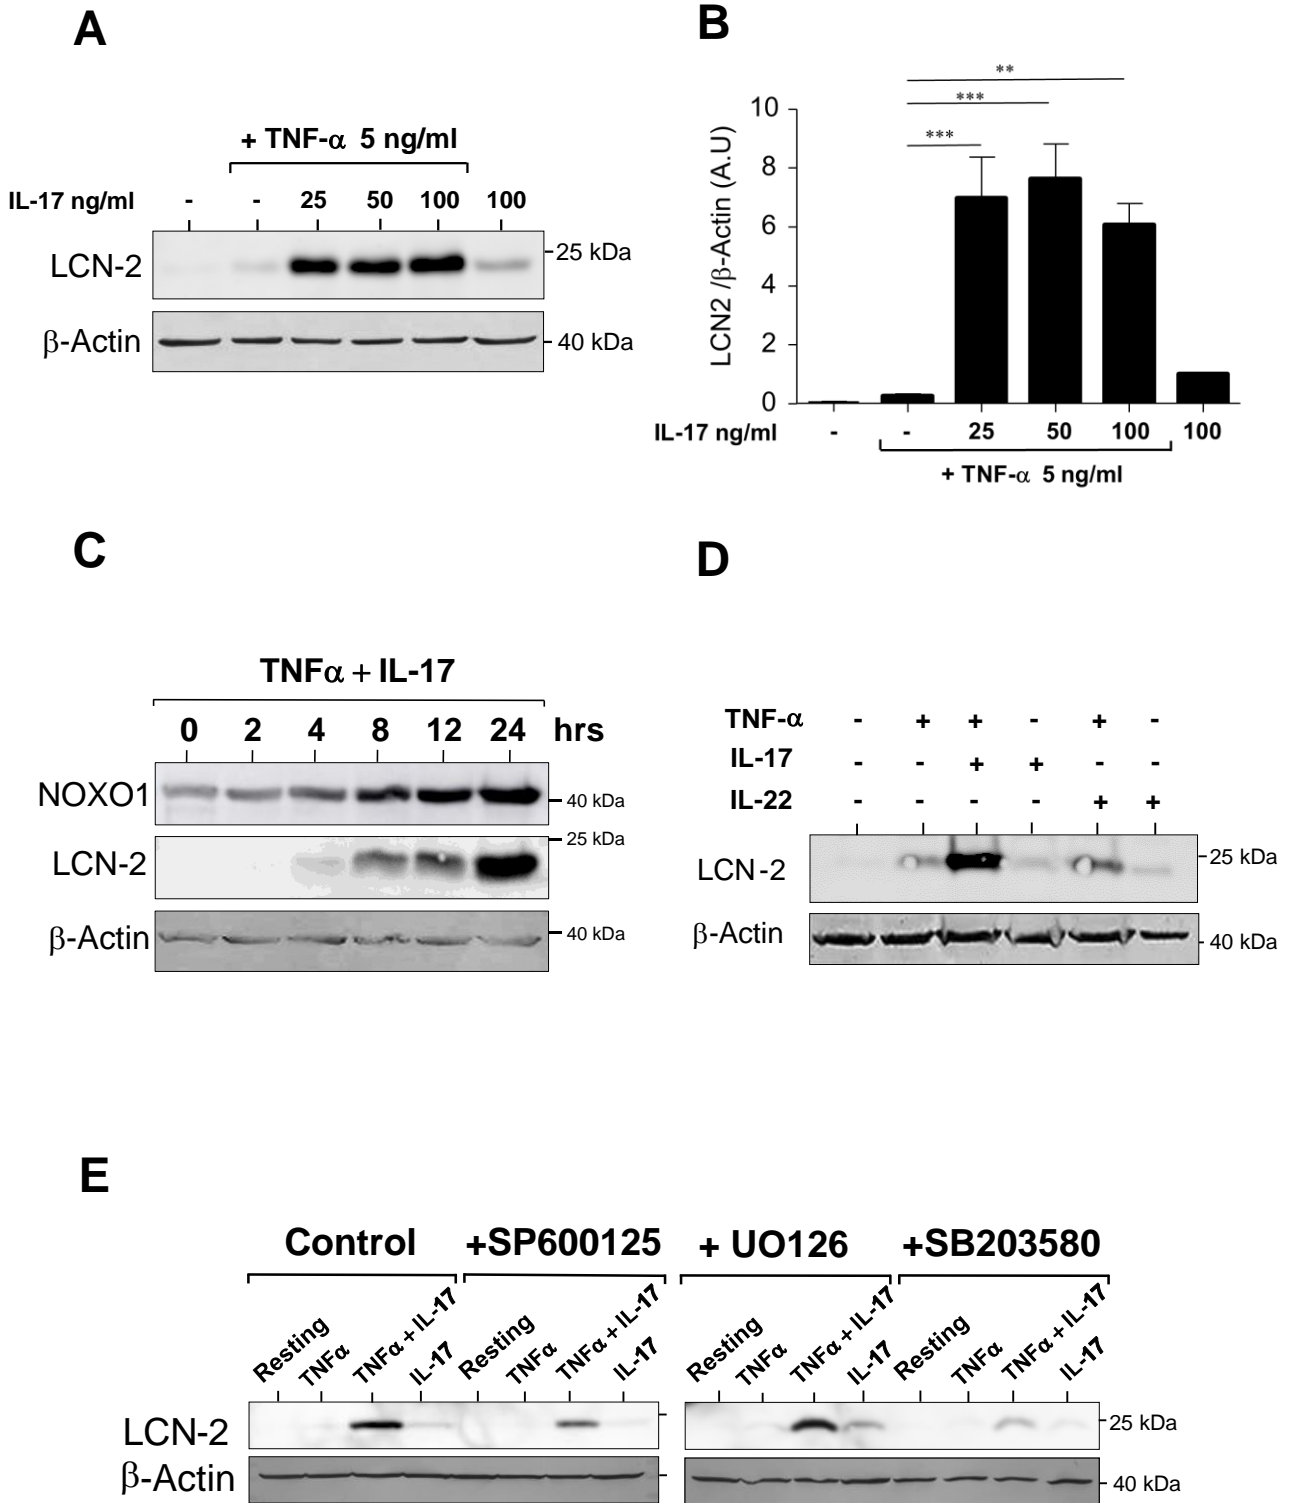 A
+ TNF-α 5 ng/ml
IL-17 ng/ml - - 25 50 100 100
LCN-2
25 kDa
β-Actin
40 kDa
B
**
***
***
LCN2 /β-Actin (A.U)
10
8
6
4
2
0
IL-17 ng/ml - - 25 50 100 100
+ TNF-α 5 ng/ml
C
TNFα + IL-17
0 2 4 8 12 24 hrs
NOXO1
40 kDa
LCN-2
25 kDa
β-Actin
40 kDa
D
TNF-α - + + - + -
IL-17 - - + + - -
IL-22 - - - - + +
LCN-2
25 kDa
β-Actin
40 kDa
E
Control +SP600125 + UO126 +SB203580
Resting TNFα TNFα + IL-17 IL-17 Resting TNFα TNFα + IL-17 IL-17 Resting TNFα TNFα + IL-17 IL-17 Resting TNFα TNFα + IL-17 IL-17
LCN-2
25 kDa
β-Actin
40 kDa